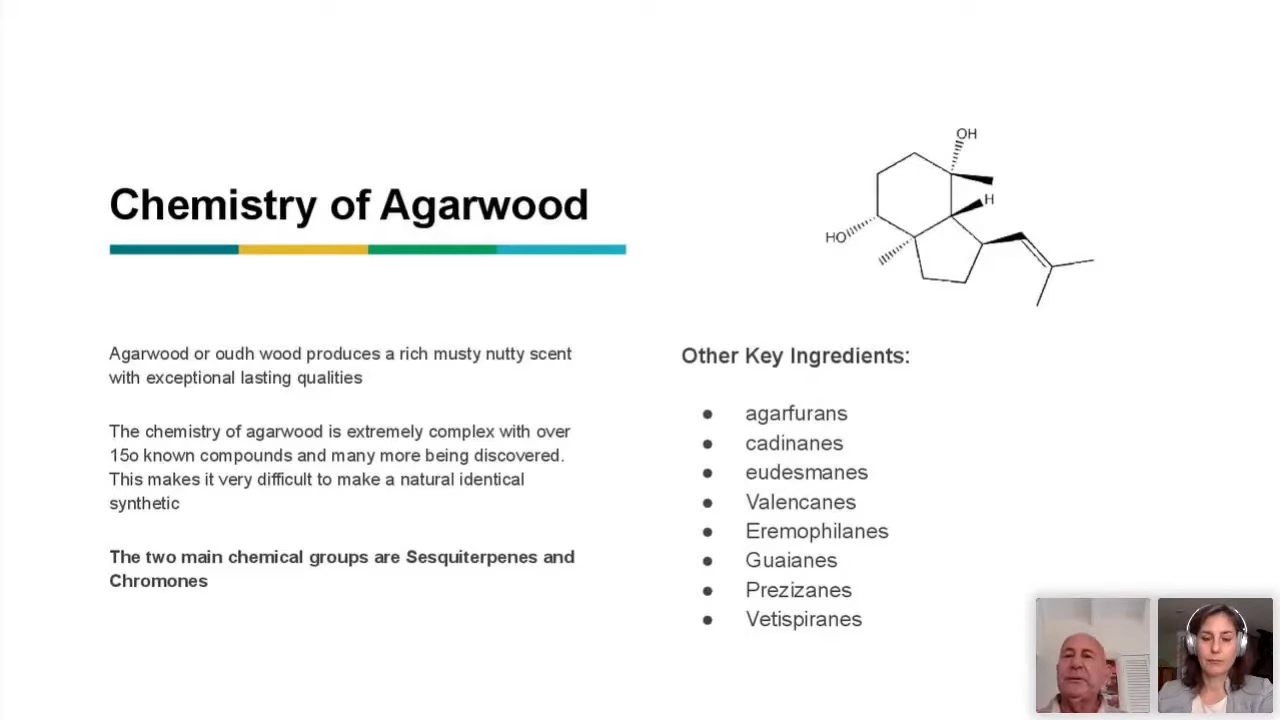 Chemistry of Agarwood
Agarwood or oudh wood produces a rich musty nutty scent
with exceptional lasting qualities
The chemistry of agarwood is extremely complex with over
15o known compounds and many more being discovered.
This makes it very difficult to make a natural identical
synthetic
The two main chemical groups are Sesquiterpenes and
Chromones
OH
H
HO
Other Key Ingredients:
● agarfurans
● cadinanes
● eudesmanes
● Valencanes
● Eremophilanes
● Guaianes
● Prezizanes
● Vetispiranes